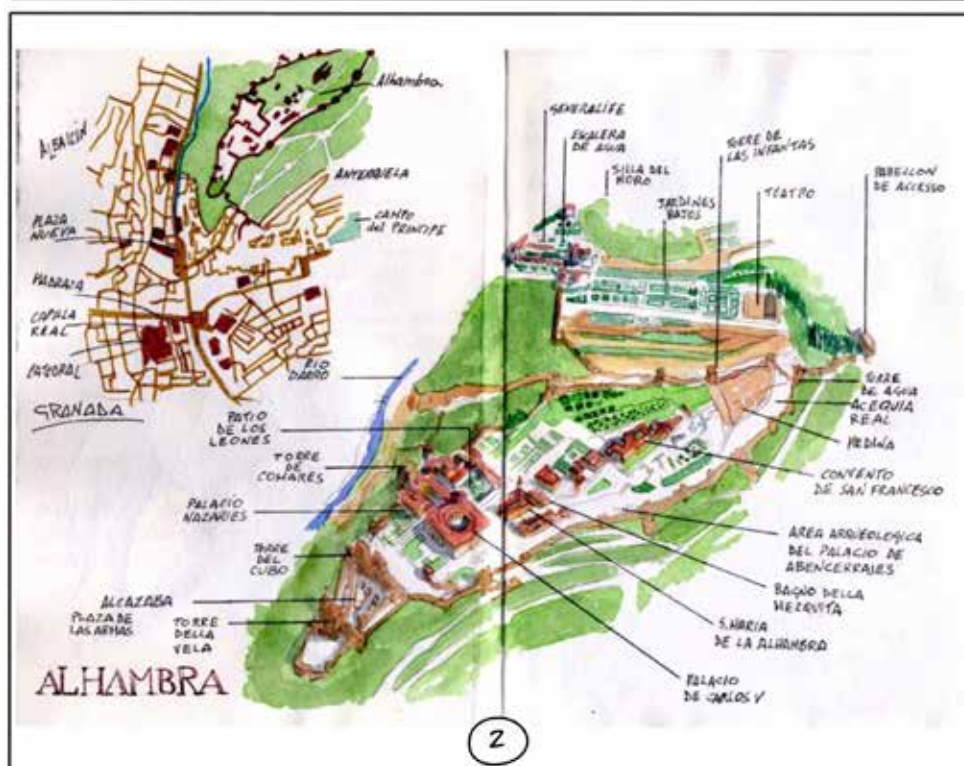 Alhambra
ALBAICÍN
ANTEQUELA
PLAZA
NUEVA
CAMPO
del PRINCIPE
MADRAZA
CAPILLA
REAL
CATEDRAL
GRANADA
GENERALIFE
ESCALERA
DE AGUA
SILLA DEL
MORO
JARDINES
BAJOS
TORRE DE
LAS INFANTAS
TEATRO
PABELLON
DE ACCESSO
RIO
DARRO
PATIO
DE LOS
LEONES
TORRE
DE
COMARES
PALACIO
NAZARIES
TORRE
DEL
CUBO
ALCAZABA
PLAZA DE
LAS ARMAS
TORRE
DELLA
VELA
TORRE
DE AGUA
ACEQUIA
REAL
MEDINA
CONVENTO
DE SAN FRANCESCO
AREA ARQUEOLOGICA
DEL PALACIO DE
ABENCERRAJES
BAGNO DELLA
MEZQUITA
S. MARIA
DE LA ALHAMBRA
PALACIO
DE CARLOS V
ALHAMBRA
2